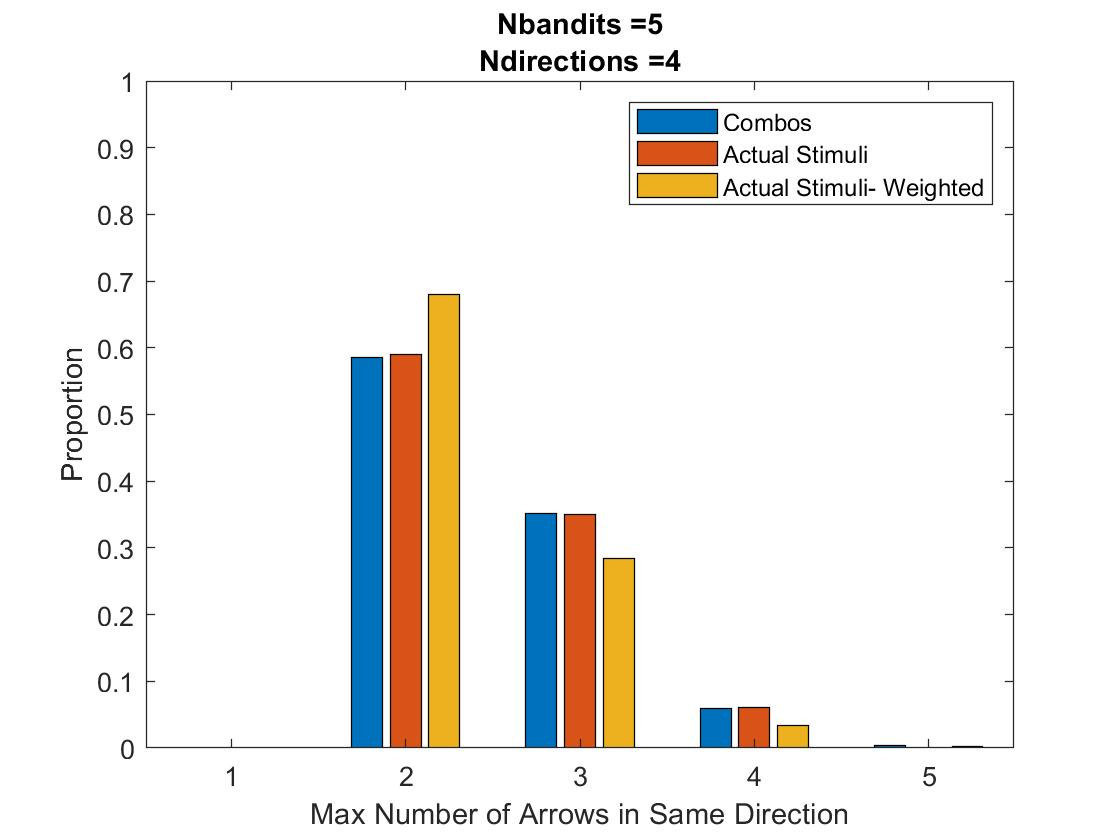 Nbandits =5
Ndirections =4
1
0.9
0.8
0.7
0.6
0.5
0.4
0.3
0.2
0.1
0
Proportion
Combos
Actual Stimuli
Actual Stimuli- Weighted
1 2 3 4 5
Max Number of Arrows in Same Direction